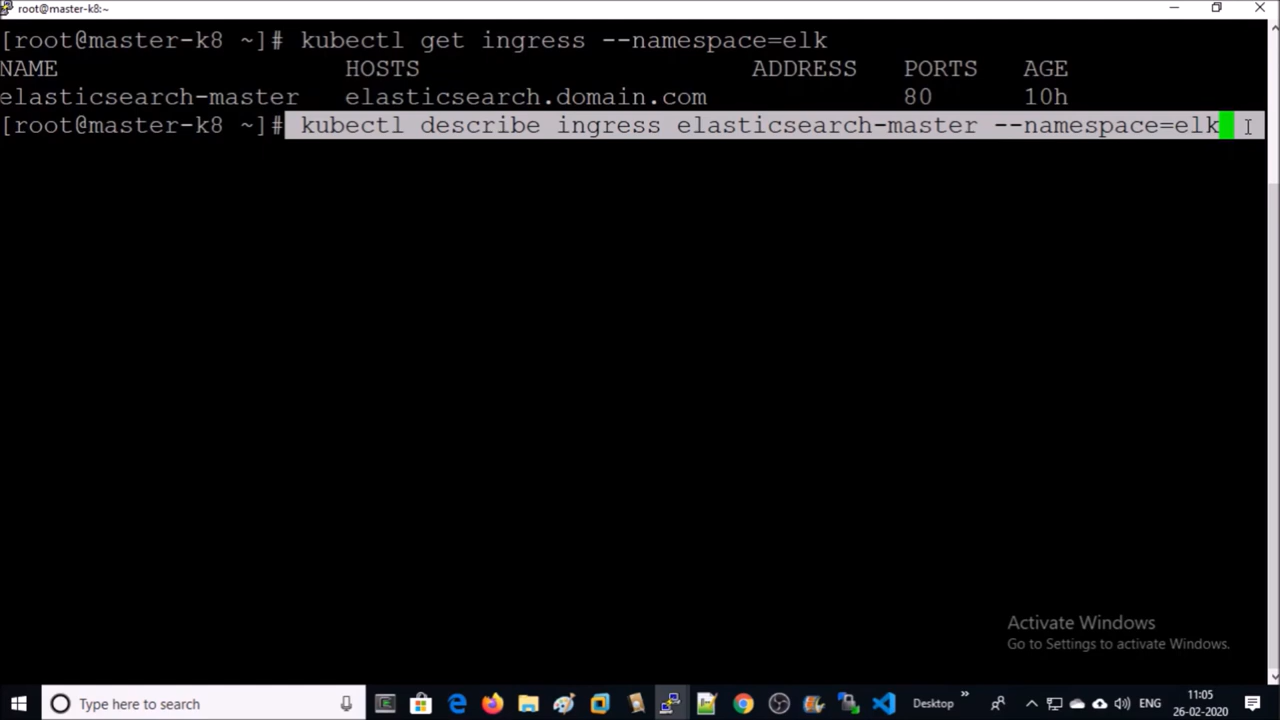 root@master-k8:~
[root@master-k8 ~]# kubectl get ingress --namespace=elk
NAME HOSTS ADDRESS PORTS AGE
elasticsearch-master elasticsearch.domain.com 80 10h
[root@master-k8 ~]# kubectl describe ingress elasticsearch-master --namespace=elk
Activate Windows
Go to Settings to activate Windows.
Type here to search
Desktop
ENG
11:05
26-02-2020